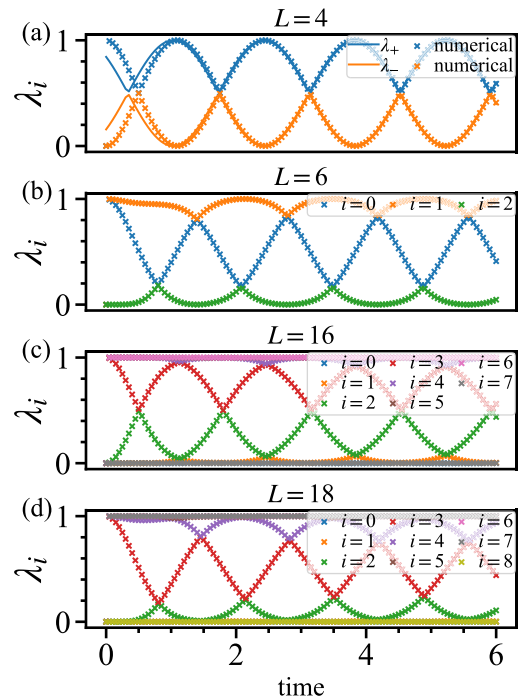 L = 4
(a)
1
0
λ_i
λ₊ numerical
λ₋ numerical
L = 6
(b)
1
0
λ_i
i = 0 i = 1 i = 2
L = 16
(c)
1
0
λ_i
i = 0 i = 3 i = 6
i = 1 i = 4 i = 7
i = 2 i = 5
L = 18
(d)
1
0
λ_i
i = 0 i = 3 i = 6
i = 1 i = 4 i = 7
i = 2 i = 5 i = 8
0 2 4 6
time